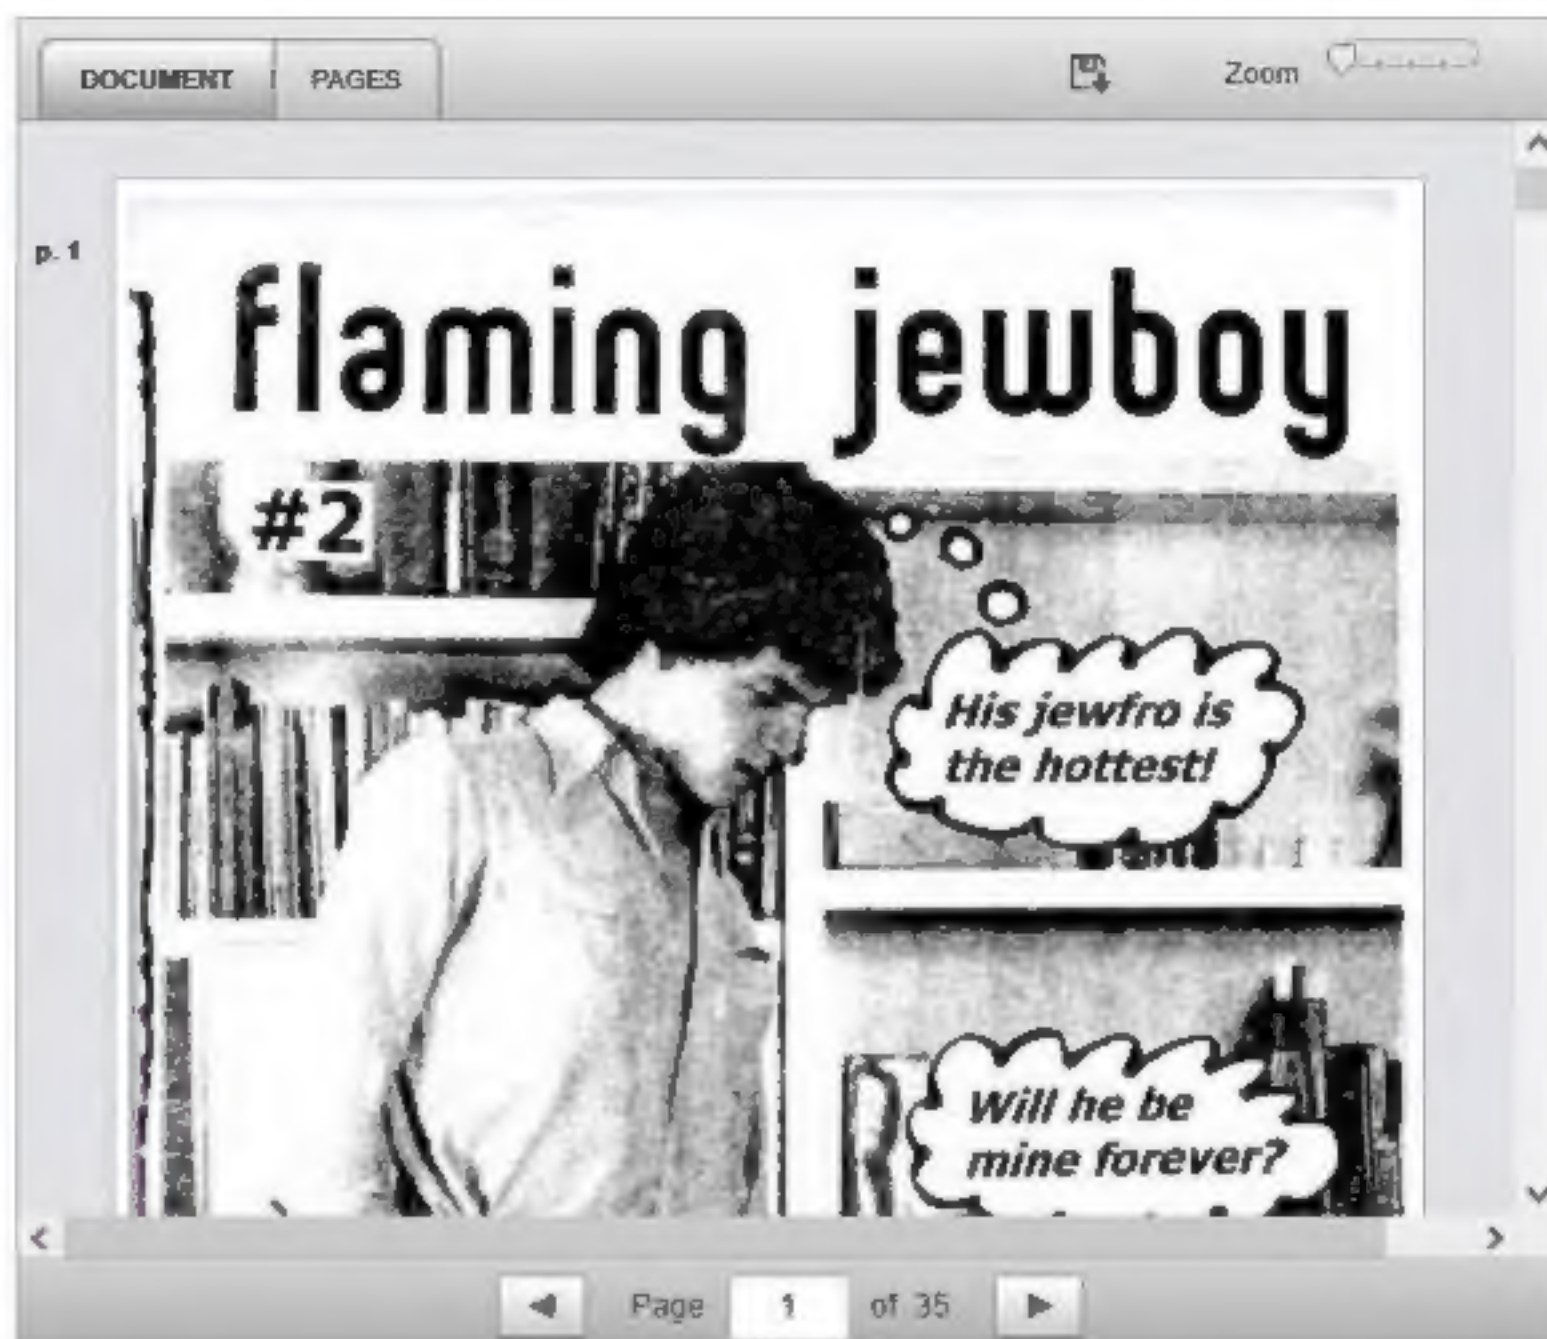 DOCUMENT PAGES Zoom
p. 1
flaming jewboy
#2
His jewfro is
the hottest!
Will he be
mine forever?
Page 1 of 35